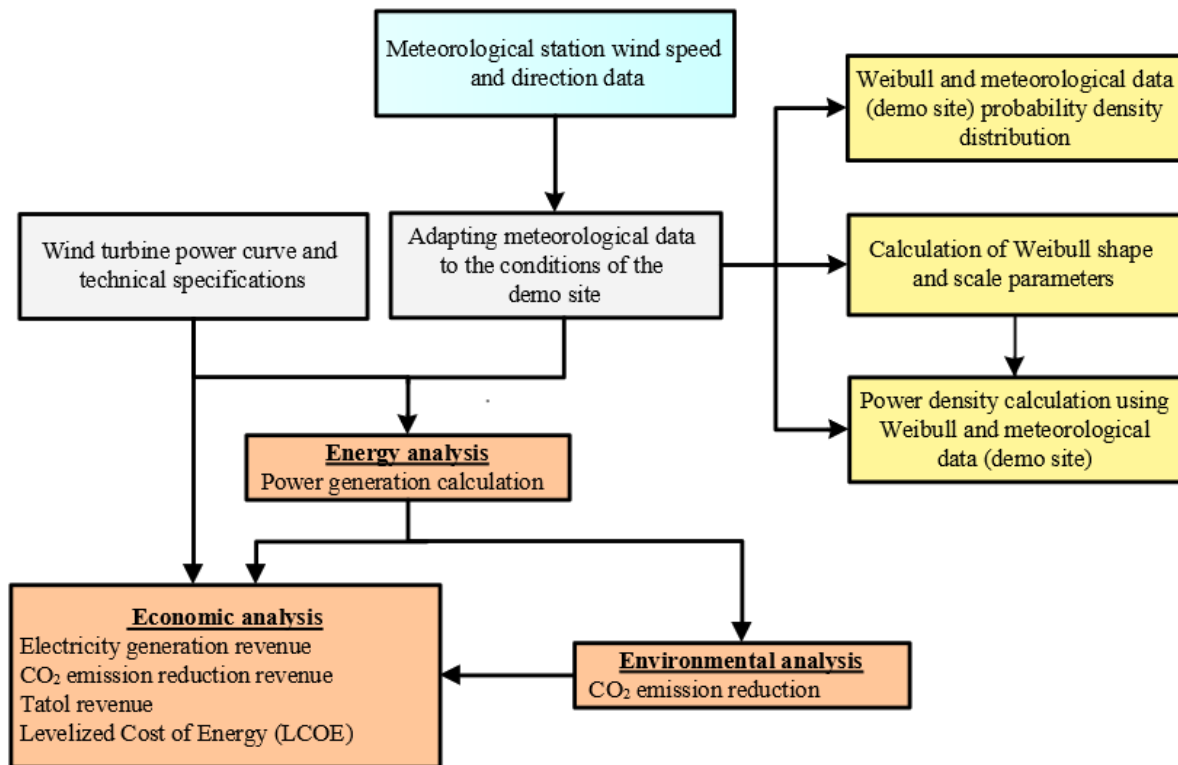 Meteorological station wind speed
and direction data
Weibull and meteorological data
(demo site) probability density
distribution
Wind turbine power curve and
technical specifications
Adapting meteorological data
to the conditions of the
demo site
Calculation of Weibull shape
and scale parameters
Power density calculation using
Weibull and meteorological
data (demo site)
Energy analysis
Power generation calculation
Economic analysis
Electricity generation revenue
CO₂ emission reduction revenue
Tatol revenue
Levelized Cost of Energy (LCOE)
Environmental analysis
CO₂ emission reduction